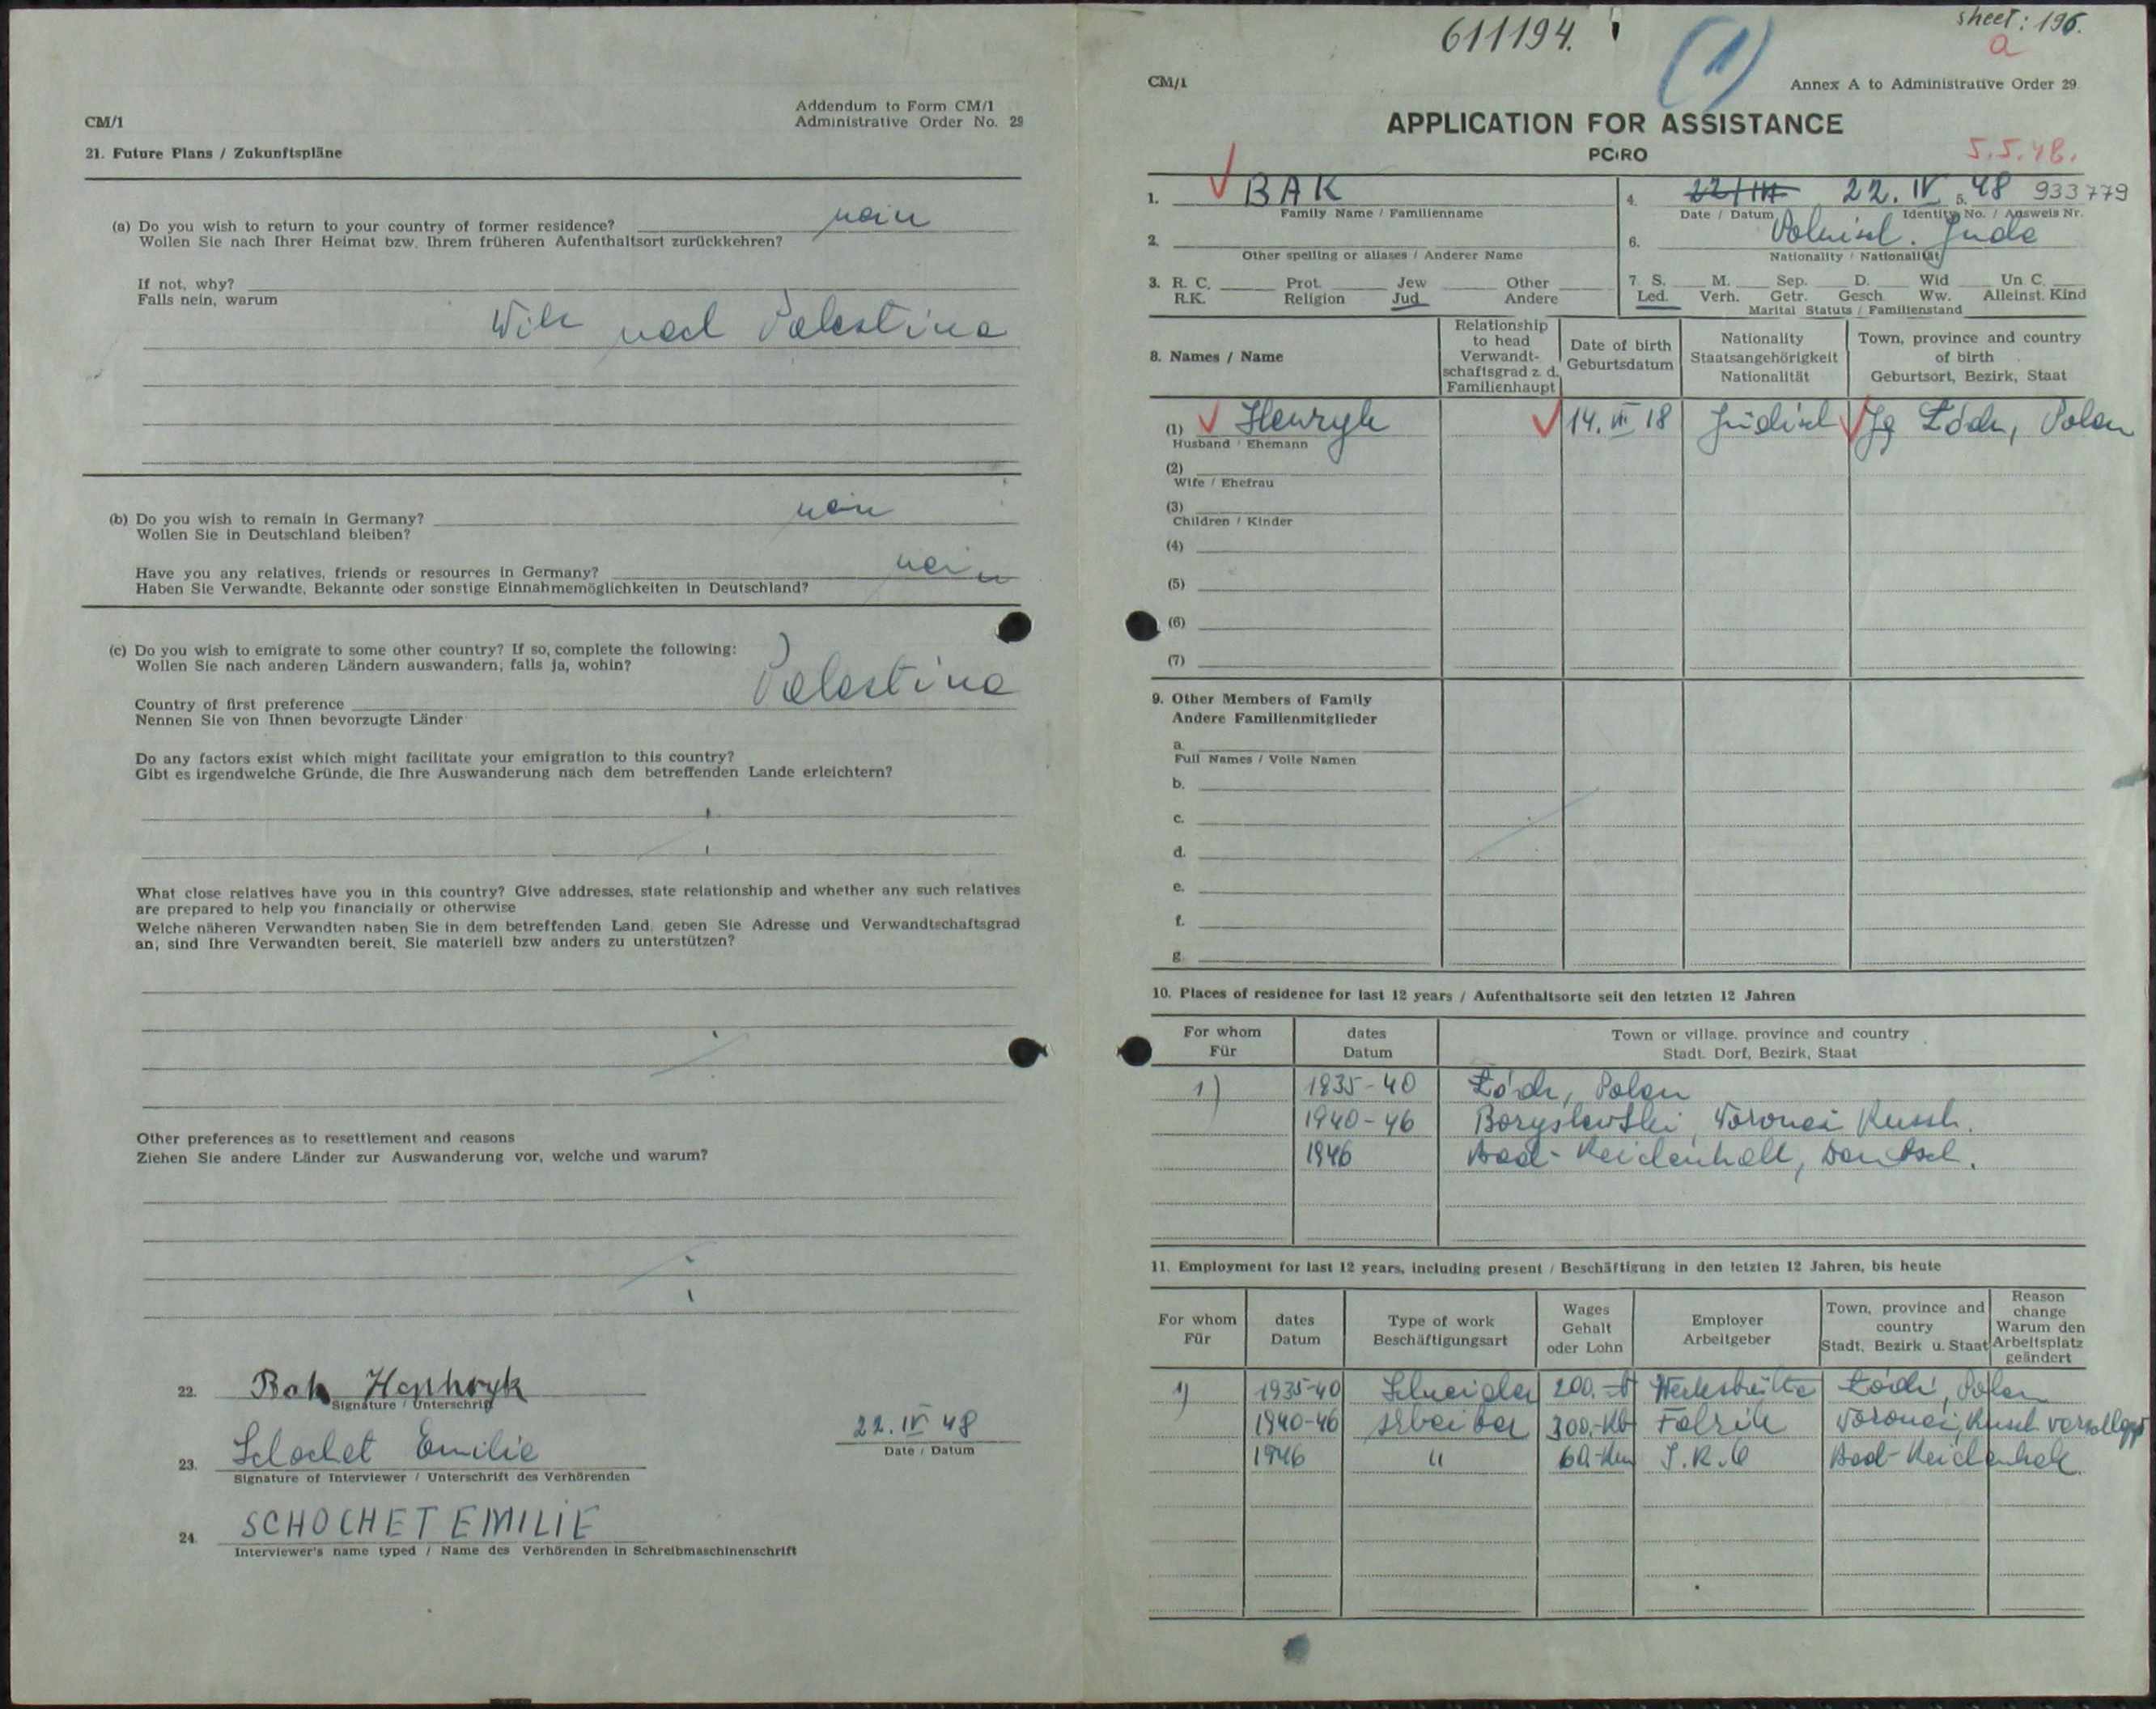 CM/1
Addendum to Form CM/1
Administrative Order No. 29
21. Future Plans / Zukunftspläne
(a) Do you wish to return to your country of former residence? nein
Wollen Sie nach Ihrer Heimat bzw. Ihrem früheren Aufenthaltsort zurückkehren?
If not, why?
Falls nein, warum
Will nach Palestina
(b) Do you wish to remain in Germany? nein
Wollen Sie in Deutschland bleiben?
Have you any relatives, friends or resources in Germany? nein
Haben Sie Verwandte, Bekannte oder sonstige Einnahmemöglichkeiten in Deutschland?
(c) Do you wish to emigrate to some other country? If so, complete the following:
Wollen Sie nach anderen Ländern auswandern, falls ja, wohin?
Country of first preference Palestina
Nennen Sie von Ihnen bevorzugte Länder
Do any factors exist which might facilitate your emigration to this country?
Gibt es irgendwelche Gründe, die Ihre Auswanderung nach dem betreffenden Lande erleichtern?
What close relatives have you in this country? Give addresses, state relationship and whether any such relatives
are prepared to help you financially or otherwise
Welche näheren Verwandten haben Sie in dem betreffenden Land, geben Sie Adresse und Verwandtschaftsgrad
an, sind Ihre Verwandten bereit, Sie materiell bzw anders zu unterstützen?
Other preferences as to resettlement and reasons
Ziehen Sie andere Länder zur Auswanderung vor, welche und warum?
22. Bak Henryk
Signature / Unterschrift
22. IV 48
Date / Datum
23. Schochet Emilie
Signature of Interviewer / Unterschrift des Verhörenden
24. SCHOCHET EMILIE
Interviewer's name typed / Name des Verhörenden in Schreibmaschinenschrift
611194.
(1)
sheet: 196.
a
CM/1
Annex A to Administrative Order 29
APPLICATION FOR ASSISTANCE
PCIRO
5.5.48.
1. BAK
Family Name / Familienname
4. 22. IV 48
Date / Datum
5. 933779
Identity No. / Ausweis Nr.
2.
Other spelling or aliases / Anderer Name
6. Polnisch. Jude
Nationality / Nationalität
3. R. C. Prot. Jew Other
R.K. Religion Jud Andere
7. S. M. Sep. D. Wid Un C.
Led. Verh. Getr. Gesch Ww. Alleinst. Kind
Marital Statuts / Familienstand
8. Names / Name
Relationship
to head
Verwandt-
schaftsgrad z. d.
Familienhaupt
Date of birth
Geburtsdatum
Nationality
Staatsangehörigkeit
Nationalität
Town, province and country
of birth
Geburtsort, Bezirk, Staat
(1) Henryk 14. III 18 Jüdisch Łódz, Polen
Husband / Ehemann
(2)
Wife / Ehefrau
(3)
Children / Kinder
(4)
(5)
(6)
(7)
9. Other Members of Family
Andere Familienmitglieder
a.
Full Names / Volle Namen
b.
c.
d.
e.
f.
g.
10. Places of residence for last 12 years / Aufenthaltsorte seit den letzten 12 Jahren
For whom
Für
dates
Datum
Town or village, province and country
Stadt. Dorf, Bezirk, Staat
1) 1935-40 Łódz, Polen
1940-46 Woronez Russl.
1946 Bad-Reichenhall, Deutschl.
11. Employment for last 12 years, including present / Beschäftigung in den letzten 12 Jahren, bis heute
For whom
Für
dates
Datum
Type of work
Beschäftigungsart
Wages
Gehalt
oder Lohn
Employer
Arbeitgeber
Town, province and
country
Stadt, Bezirk u. Staat
Reason
change
Warum den
Arbeitsplatz
geändert
1) 1935-40 Schneider 200.- Łódz, Polen
1940-46 Arbeiter 300.-Rb Fabrik Woronez, Russl. verschleppt
1946 " I.R.O Bad-Reichenhall